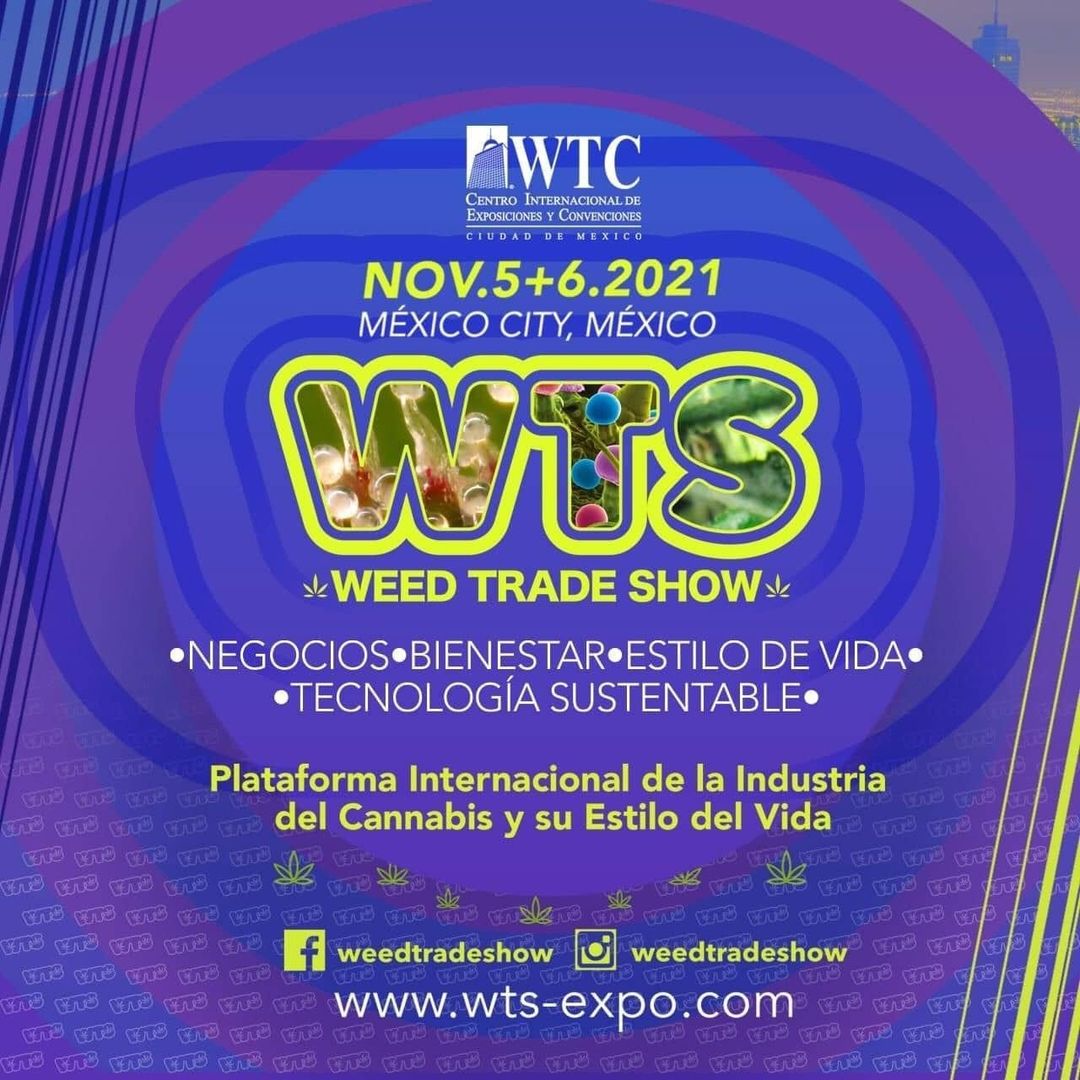 WTC
CENTRO INTERNACIONAL DE
EXPOSICIONES Y CONVENCIONES
CIUDAD DE MEXICO
NOV.5+6.2021
MÉXICO CITY, MÉXICO
WTS
WEED TRADE SHOW
•NEGOCIOS•BIENESTAR•ESTILO DE VIDA•
•TECNOLOGÍA SUSTENTABLE•
Plataforma Internacional de la Industria
del Cannabis y su Estilo del Vida
weedtradeshow weedtradeshow
www.wts-expo.com